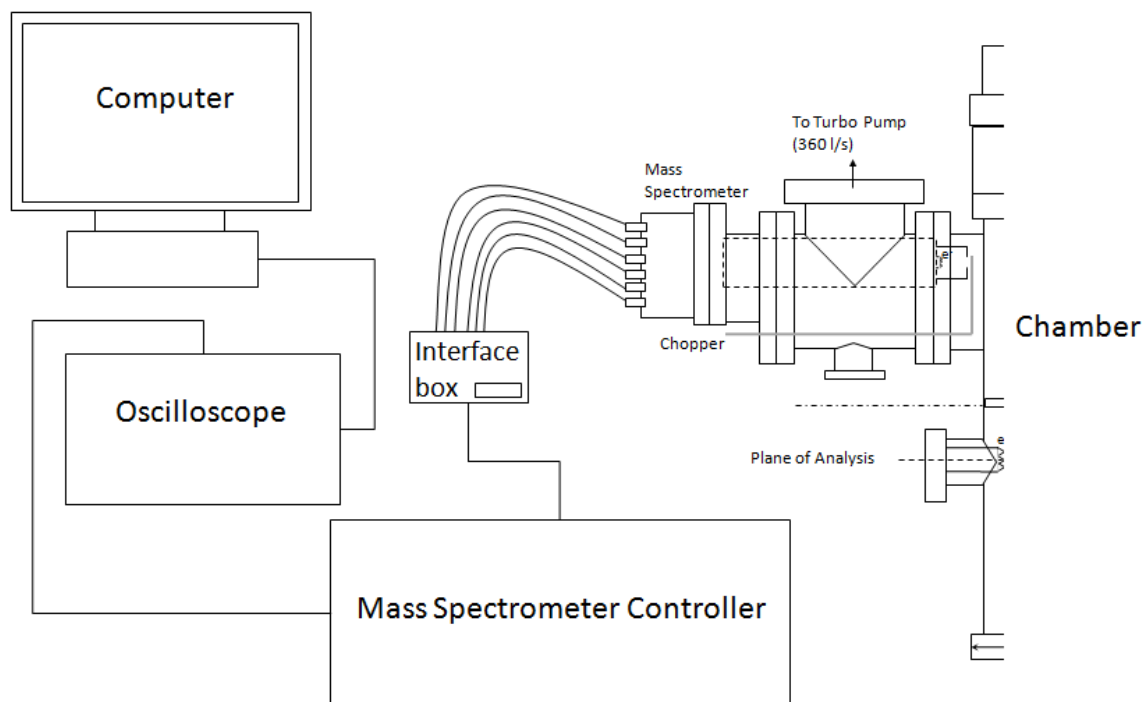 Computer
To Turbo Pump
(360 l/s)
Mass
Spectrometer
Interface
box
Chopper
Chamber
Oscilloscope
Plane of Analysis
Mass Spectrometer Controller